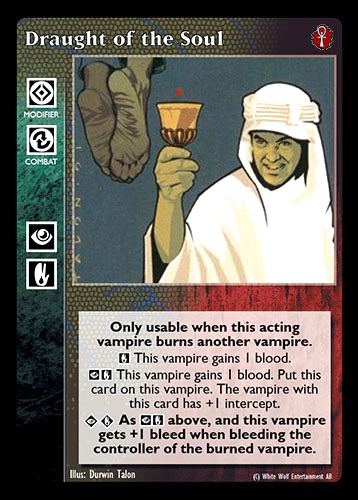 Draught of the Soul
MODIFIER
COMBAT
TALON · 01
Only usable when this acting
vampire burns another vampire.
This vampire gains 1 blood.
This vampire gains 1 blood. Put this
card on this vampire. The vampire with
this card has +1 intercept.
As above, and this vampire
gets +1 bleed when bleeding the
controller of the burned vampire.
Illus: Durwin Talon
(C) White Wolf Entertainment AB